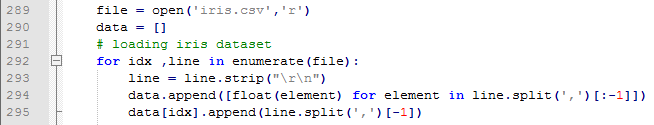 289 file = open('iris.csv','r')
290 data = []
291 # loading iris dataset
292 for idx ,line in enumerate(file):
293 line = line.strip("\r\n")
294 data.append([float(element) for element in line.split(',')[:-1]])
295 data[idx].append(line.split(',')[-1])